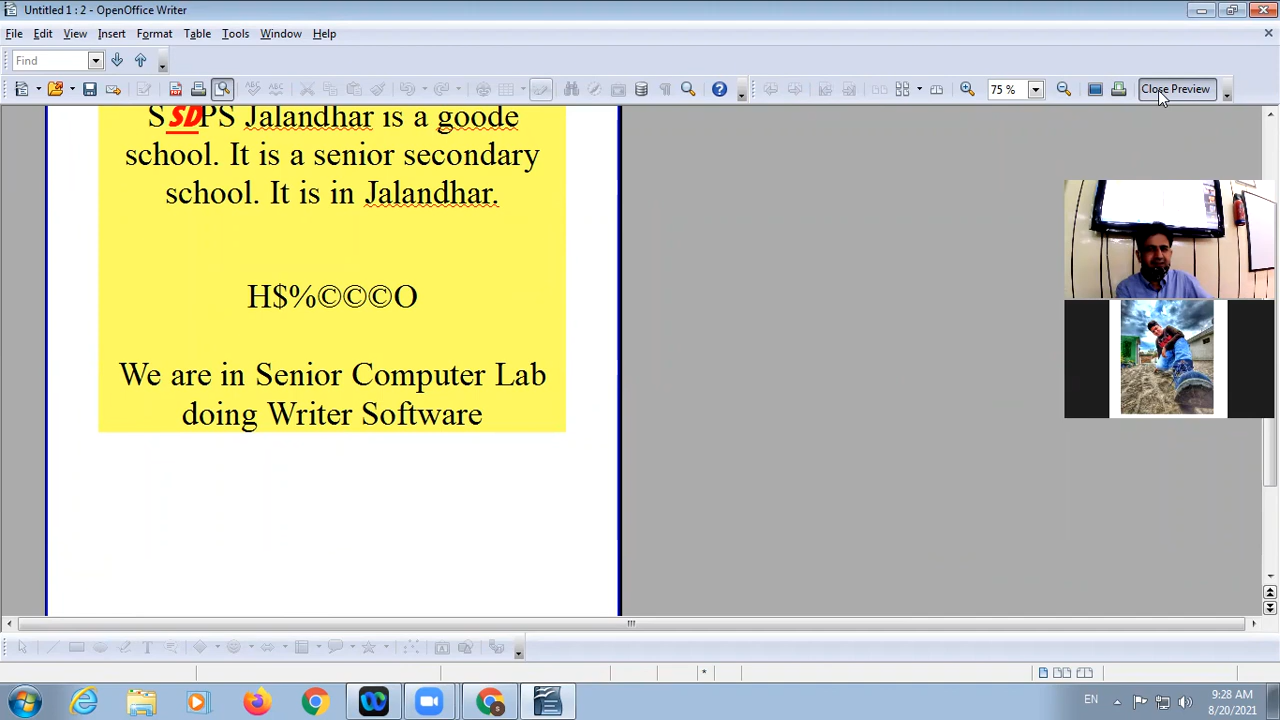 Untitled 1 : 2 - OpenOffice Writer
File Edit View Insert Format Table Tools Window Help
Find
75 %
Close Preview
SSDPS Jalandhar is a goode
school. It is a senior secondary
school. It is in Jalandhar.
H$%©©©O
We are in Senior Computer Lab
doing Writer Software
*
EN
9:28 AM
8/20/2021